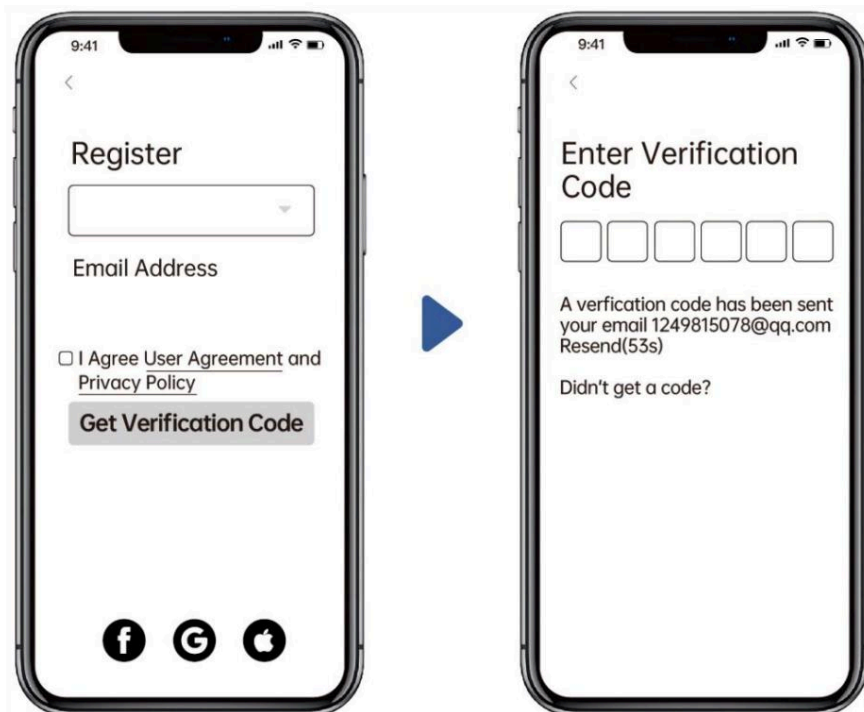 9:41
Register
Email Address
I Agree User Agreement and
Privacy Policy
Get Verification Code
9:41
Enter Verification
Code
A verfication code has been sent
your email 1249815078@qq.com
Resend(53s)
Didn't get a code?